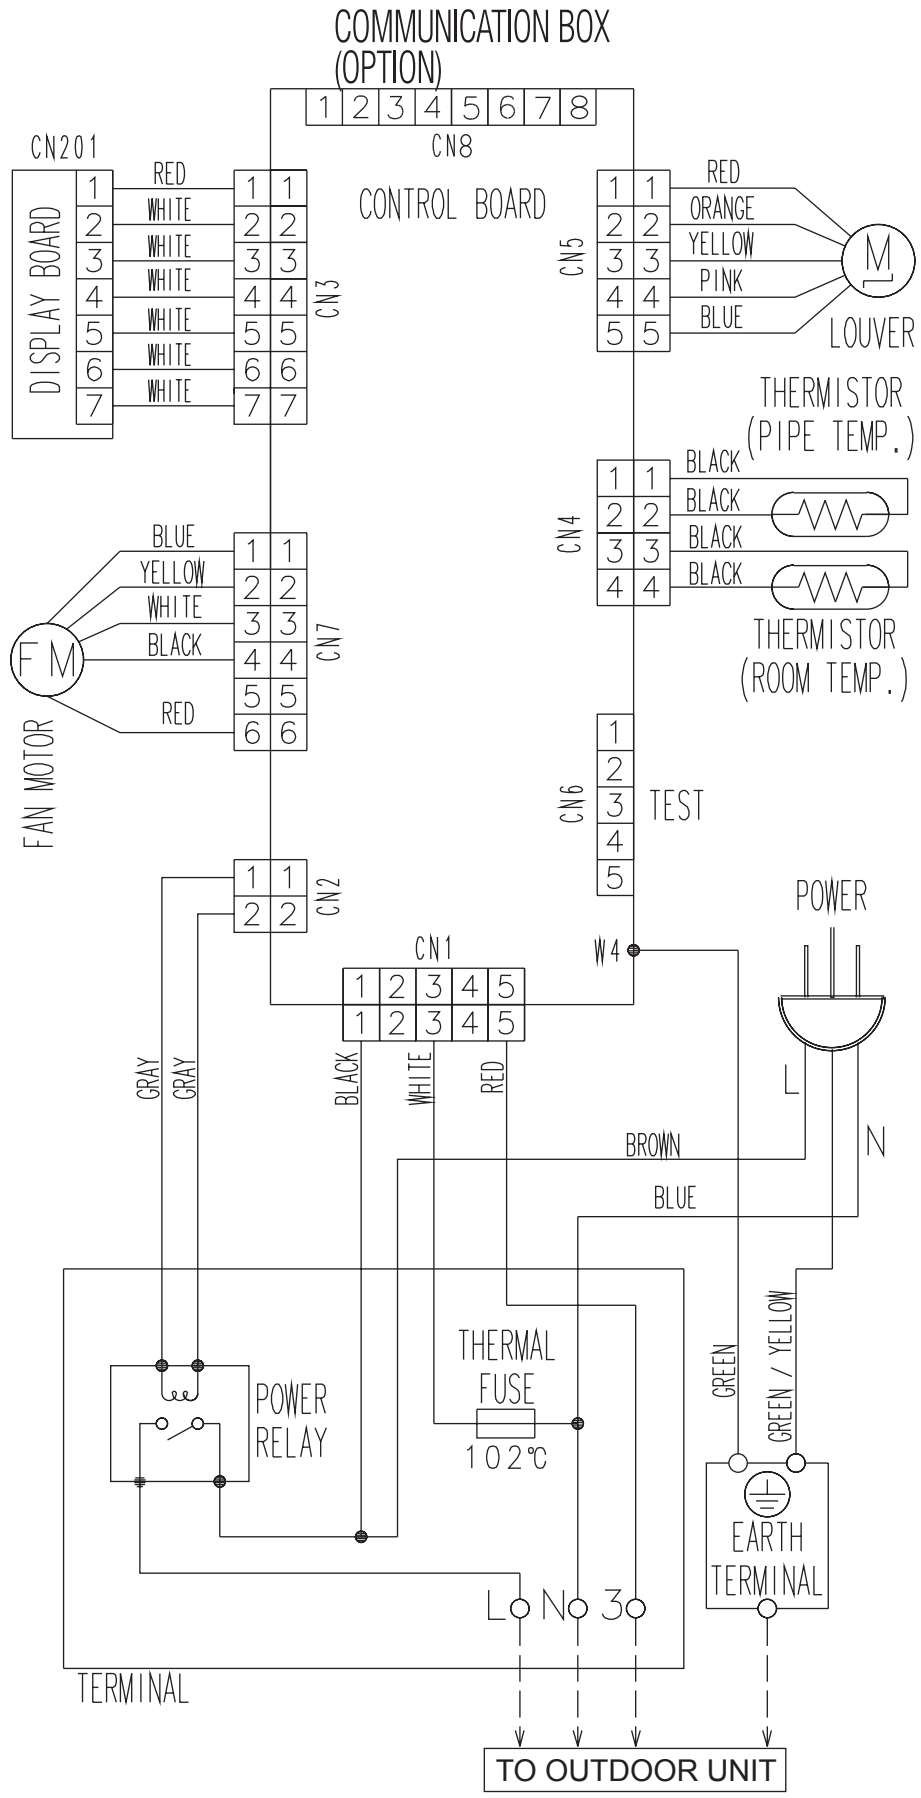 COMMUNICATION BOX
(OPTION)
1 2 3 4 5 6 7 8
CN8
CONTROL BOARD
CN201
DISPLAY BOARD
1 RED 1 1
2 WHITE 2 2
3 WHITE 3 3
4 WHITE 4 4
5 WHITE 5 5
6 WHITE 6 6
7 WHITE 7 7
CN3
CN5
1 1 RED
2 2 ORANGE
3 3 YELLOW
4 4 PINK
5 5 BLUE
M
LOUVER
THERMISTOR
(PIPE TEMP.)
CN4
1 1 BLACK
2 2 BLACK
3 3 BLACK
4 4 BLACK
THERMISTOR
(ROOM TEMP.)
BLUE 1 1
YELLOW 2 2
WHITE 3 3
BLACK 4 4
5 5
RED 6 6
CN7
FM
FAN MOTOR
CN6
1
2
3
4
5
TEST
1 1
2 2
CN2
W4
CN1
1 2 3 4 5
1 2 3 4 5
POWER
GRAY
GRAY
BLACK
WHITE
RED
L
N
BROWN
BLUE
GREEN
GREEN / YELLOW
THERMAL
FUSE
102℃
POWER
RELAY
EARTH
TERMINAL
L N 3
TERMINAL
TO OUTDOOR UNIT